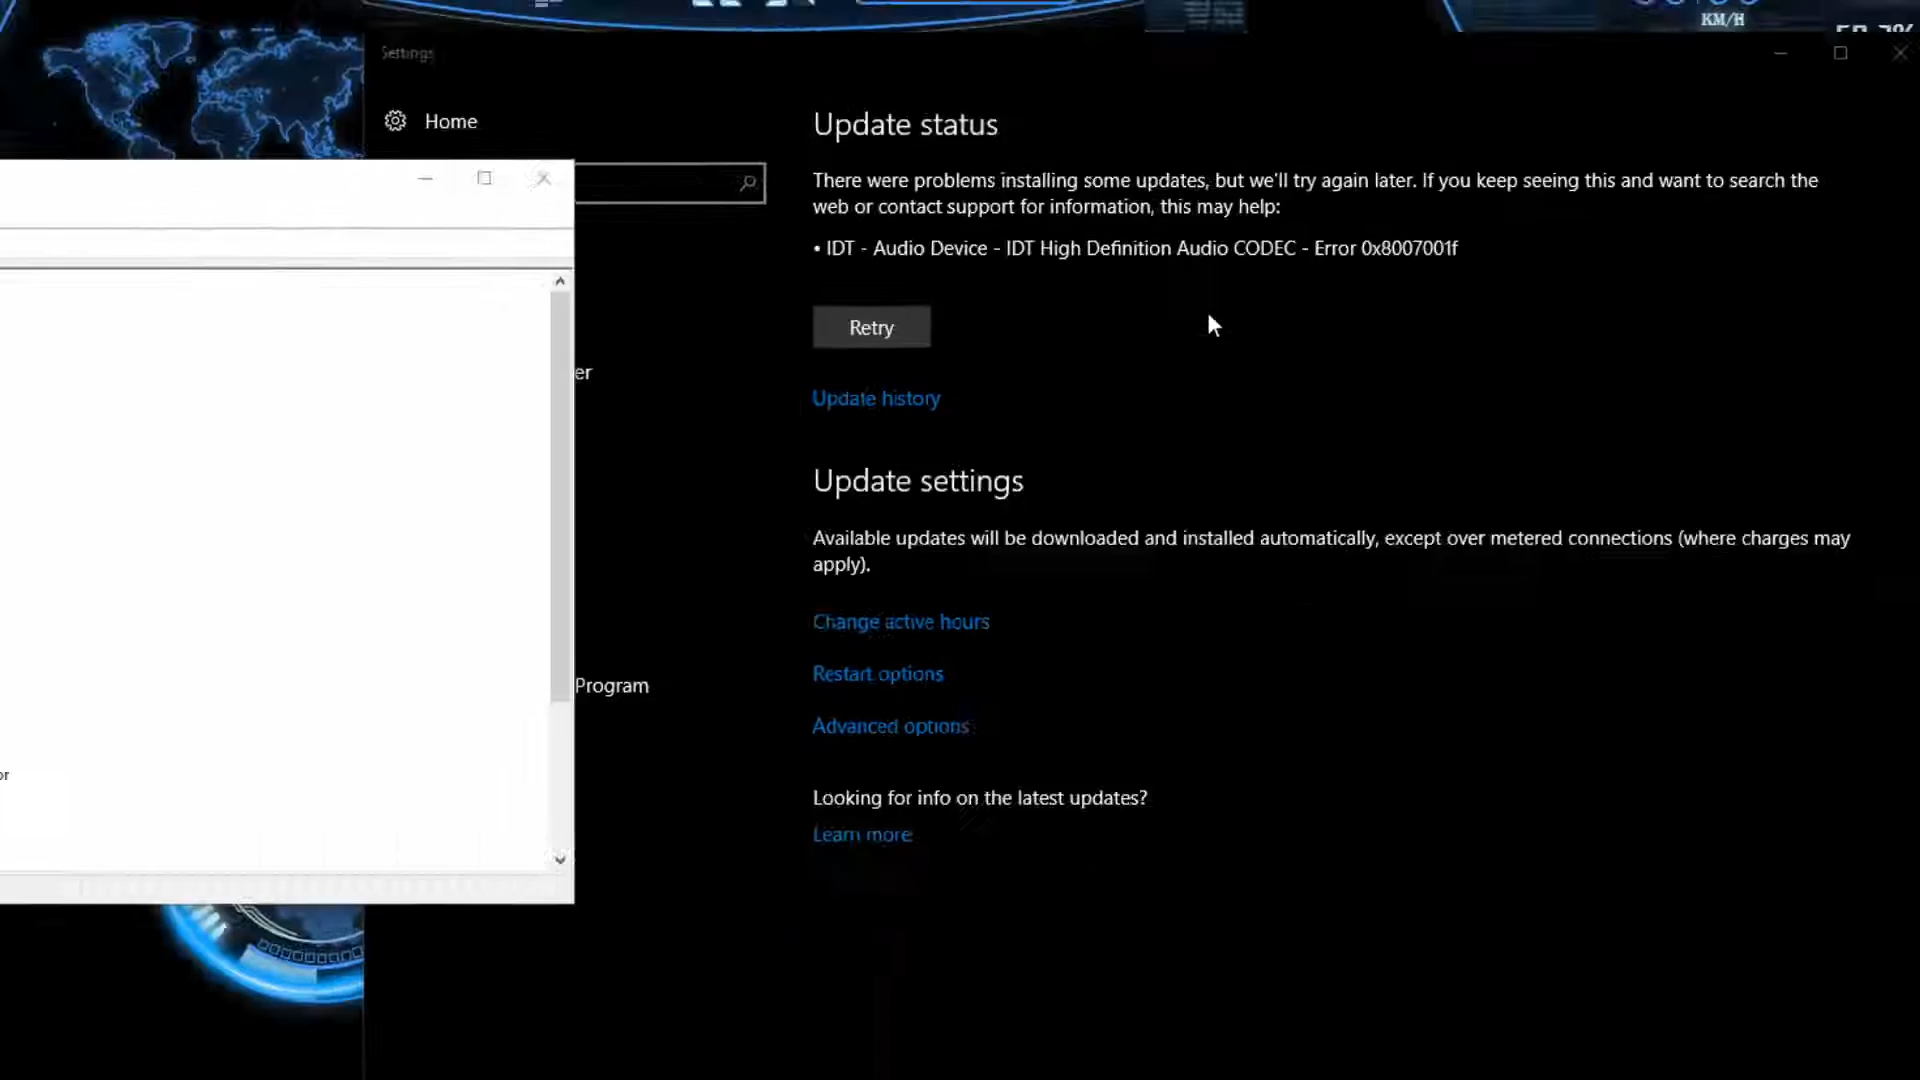 KM/H
Settings
Home
Update status
There were problems installing some updates, but we'll try again later. If you keep seeing this and want to search the
web or contact support for information, this may help:
• IDT - Audio Device - IDT High Definition Audio CODEC - Error 0x8007001f
Retry
er
Update history
Update settings
Available updates will be downloaded and installed automatically, except over metered connections (where charges may
apply).
Change active hours
Restart options
Program
Advanced options
or
Looking for info on the latest updates?
Learn more